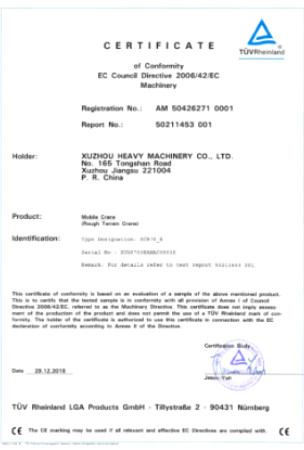 CERTIFICATE
TÜVRheinland
of Conformity
EC Council Directive 2006/42/EC
Machinery
Registration No.: AM 50426271 0001
Report No.: 50211453 001
Holder: XUZHOU HEAVY MACHINERY CO., LTD.
No. 165 Tongshan Road
Xuzhou Jiangsu 221004
P. R. China
Product: Mobile Crane
(Rough Terrain Crane)
Identification: Type Designation:
Serial No.:
Remark: For details refer to test report 50211453 001
This certificate of conformity is based on an evaluation of a sample of the above mentioned product.
This is to certify that the tested sample is in conformity with all provision of Annex I of Council
Directive 2006/42/EC, referred to as the Machinery Directive. This certificate does not imply assess-
ment of the production of the product and does not permit the use of a TÜV Rheinland mark of con-
formity. The holder of the certificate is authorized to use this certificate in connection with the EC
declaration of conformity according to Annex II of the Directive.
Certification Body
Date 29.12.2018
TÜV Rheinland LGA Products GmbH - Tillystraße 2 - 90431 Nürnberg
CE The CE marking may be used if all relevant and effective EC Directives are complied with. CE